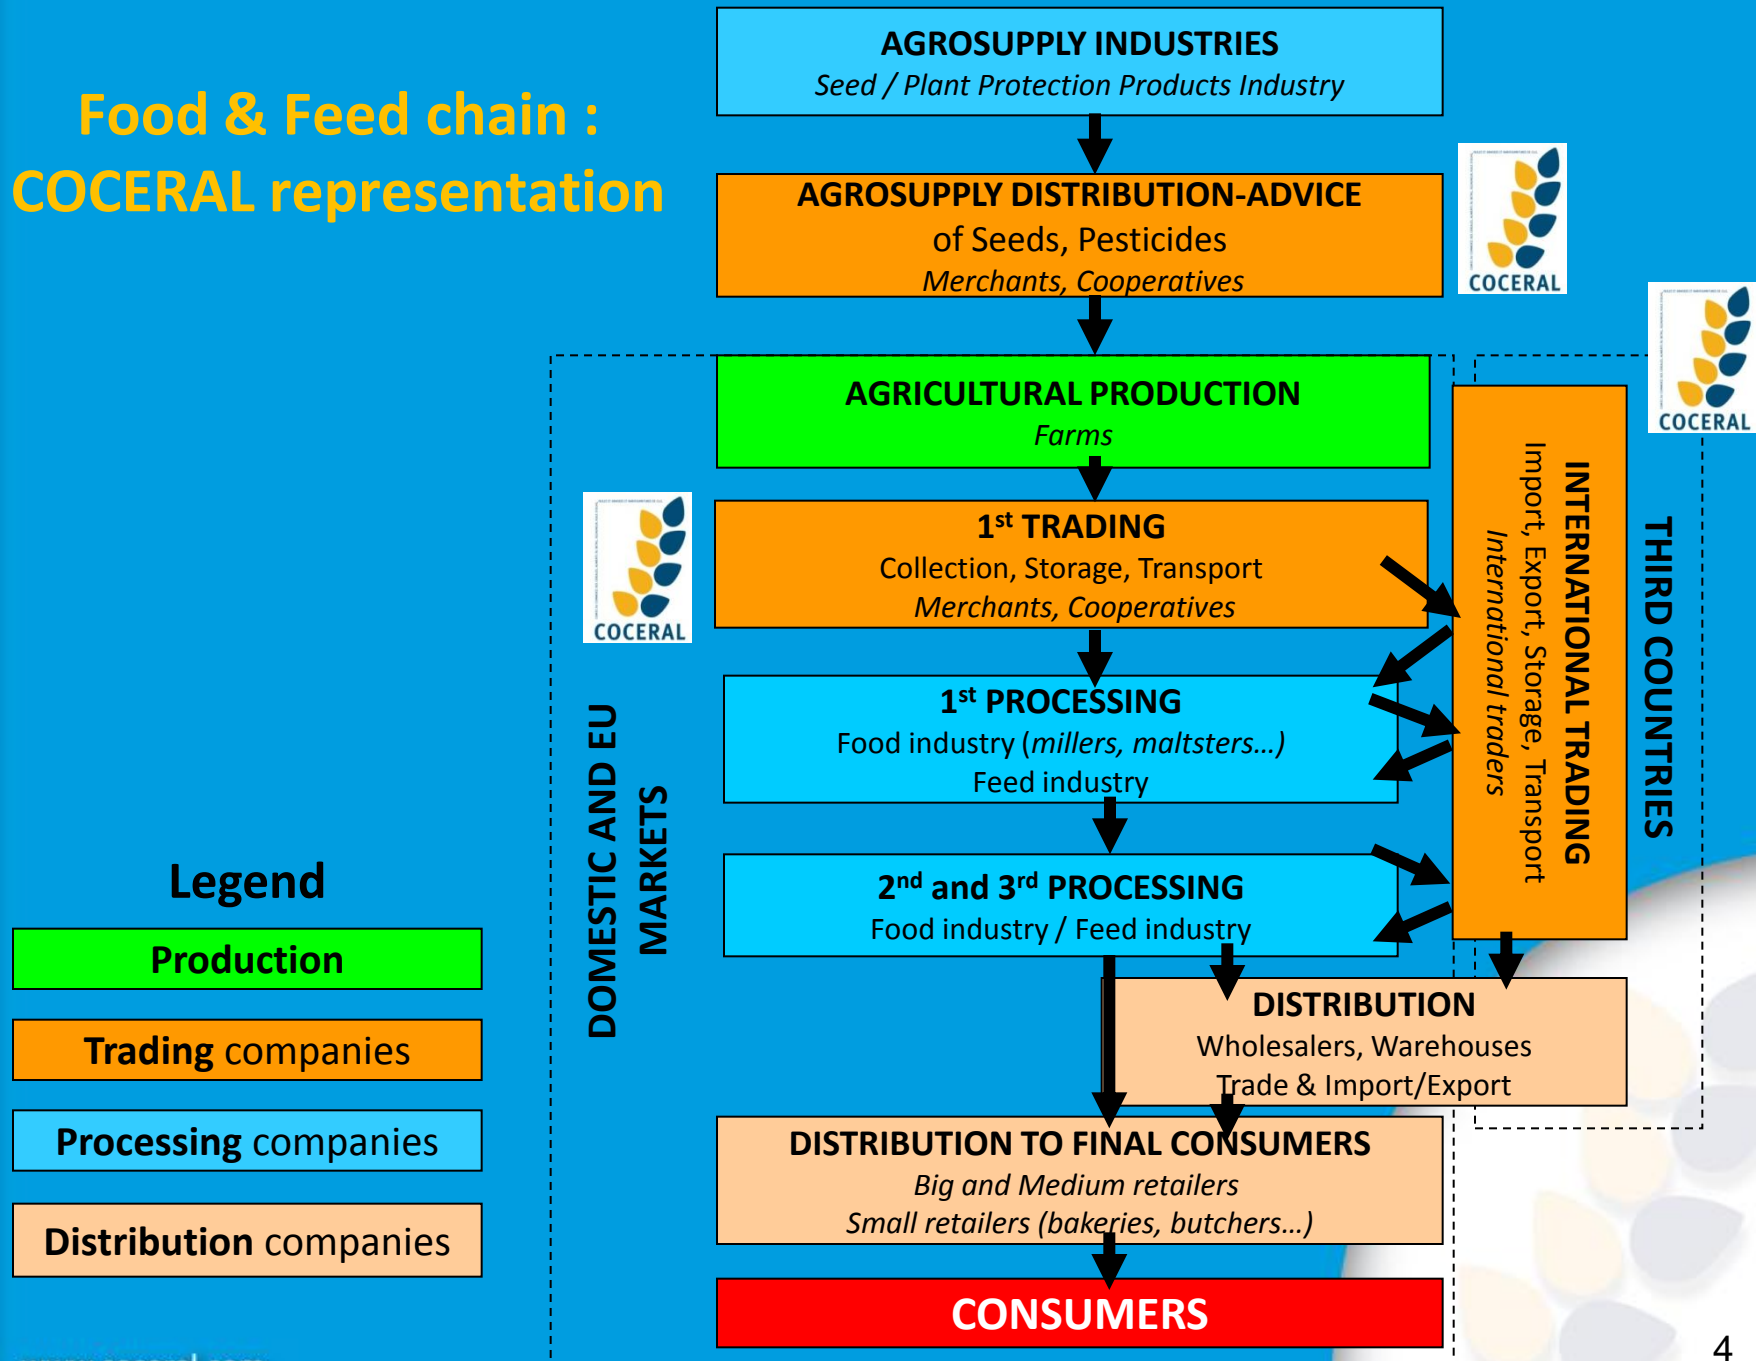 Food & Feed chain :
COCERAL representation
AGROSUPPLY INDUSTRIES
Seed / Plant Protection Products Industry
AGROSUPPLY DISTRIBUTION-ADVICE
of Seeds, Pesticides
Merchants, Cooperatives
COCERAL
COCERAL
AGRICULTURAL PRODUCTION
Farms
1st TRADING
Collection, Storage, Transport
Merchants, Cooperatives
COCERAL
1st PROCESSING
Food industry (millers, maltsters...)
Feed industry
2nd and 3rd PROCESSING
Food industry / Feed industry
INTERNATIONAL TRADING
Import, Export, Storage, Transport
International traders
THIRD COUNTRIES
DOMESTIC AND EU
MARKETS
DISTRIBUTION
Wholesalers, Warehouses
Trade & Import/Export
DISTRIBUTION TO FINAL CONSUMERS
Big and Medium retailers
Small retailers (bakeries, butchers...)
CONSUMERS
Legend
Production
Trading companies
Processing companies
Distribution companies
4